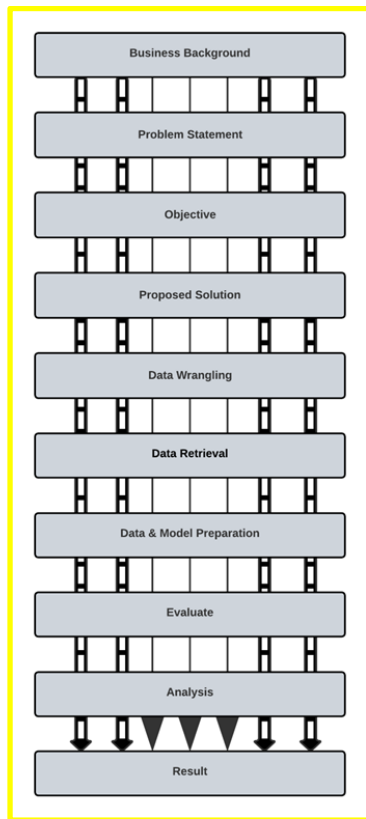 Business Background
Problem Statement
Objective
Proposed Solution
Data Wrangling
Data Retrieval
Data & Model Preparation
Evaluate
Analysis
Result